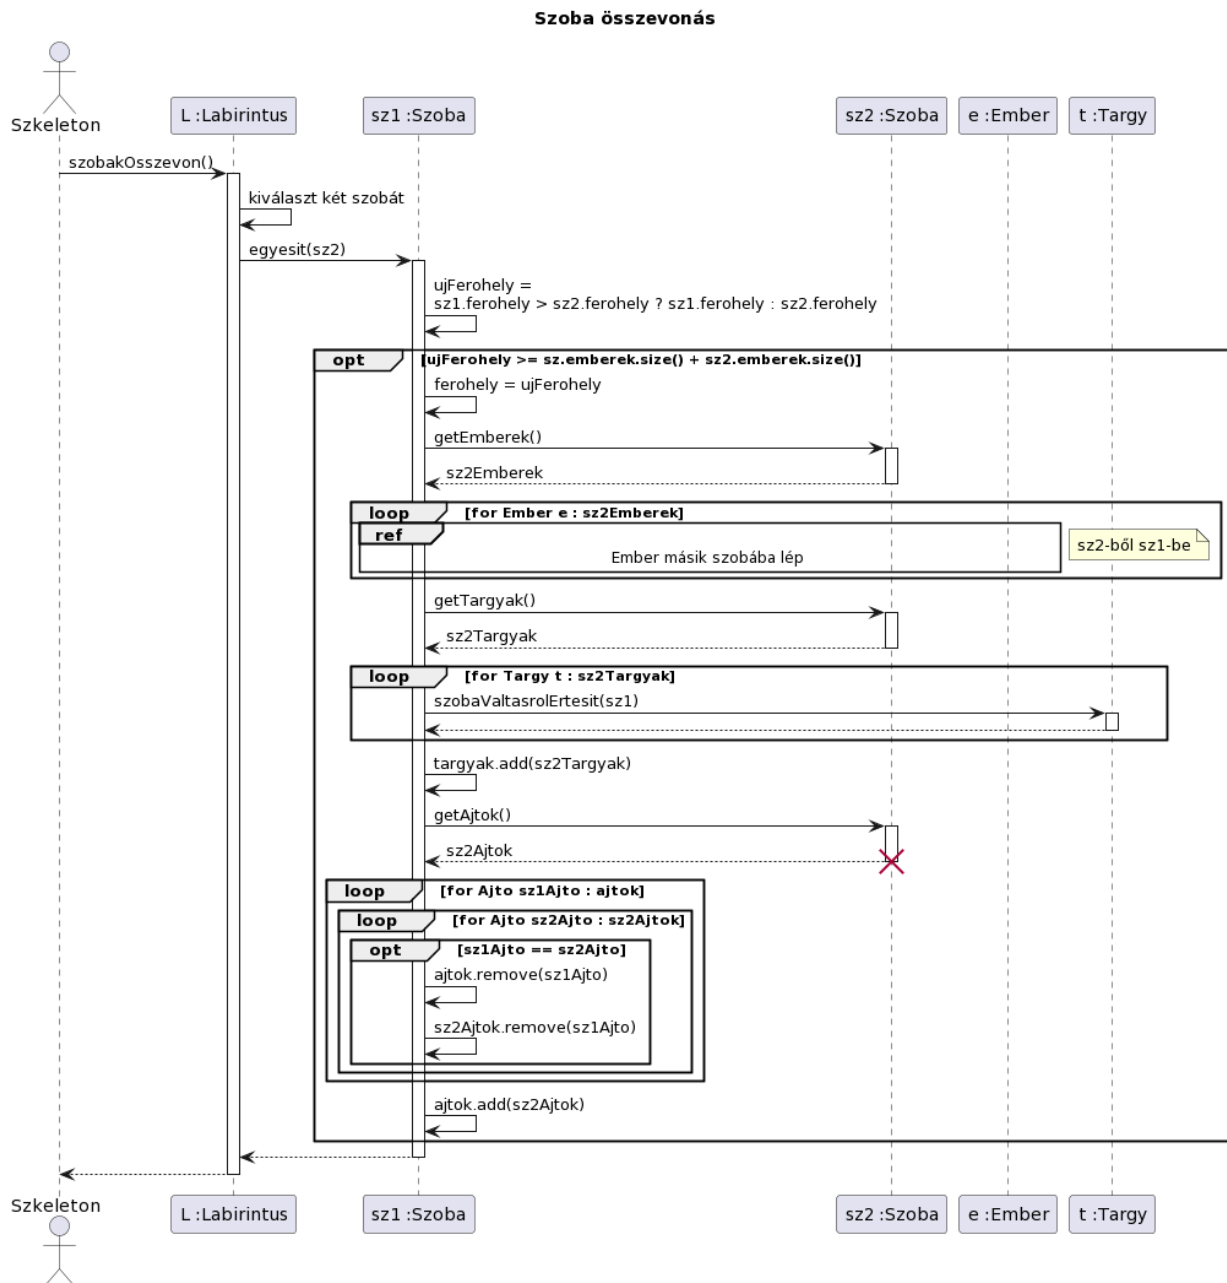 Szoba összevonás
Szkeleton
L :Labirintus
sz1 :Szoba
sz2 :Szoba
e :Ember
t :Targy
szobakOsszevon()
kiválaszt két szobát
egyesit(sz2)
ujFerohely =
sz1.ferohely > sz2.ferohely ? sz1.ferohely : sz2.ferohely
opt
[ujFerohely >= sz.emberek.size() + sz2.emberek.size()]
ferohely = ujFerohely
getEmberek()
sz2Emberek
loop
[for Ember e : sz2Emberek]
ref
Ember másik szobába lép
sz2-ből sz1-be
getTargyak()
sz2Targyak
loop
[for Targy t : sz2Targyak]
szobaValtasrolErtesit(sz1)
targyak.add(sz2Targyak)
getAjtok()
sz2Ajtok
loop
[for Ajto sz1Ajto : ajtok]
loop
[for Ajto sz2Ajto : sz2Ajtok]
opt
[sz1Ajto == sz2Ajto]
ajtok.remove(sz1Ajto)
sz2Ajtok.remove(sz1Ajto)
ajtok.add(sz2Ajtok)
Szkeleton
L :Labirintus
sz1 :Szoba
sz2 :Szoba
e :Ember
t :Targy